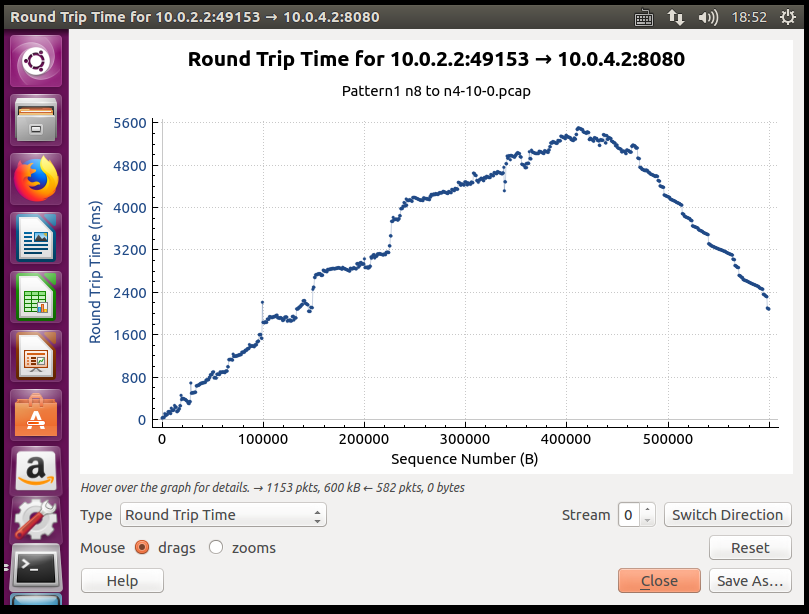 Round Trip Time for 10.0.2.2:49153 → 10.0.4.2:8080
18:52
Round Trip Time for 10.0.2.2:49153 → 10.0.4.2:8080
Pattern1 n8 to n4-10-0.pcap
Round Trip Time (ms)
5600
4800
4000
3200
2400
1600
800
0
0 100000 200000 300000 400000 500000
Sequence Number (B)
Hover over the graph for details. → 1153 pkts, 600 kB ← 582 pkts, 0 bytes
Type Round Trip Time Stream 0 Switch Direction
Mouse drags zooms Reset
Help Close Save As…
a
>_